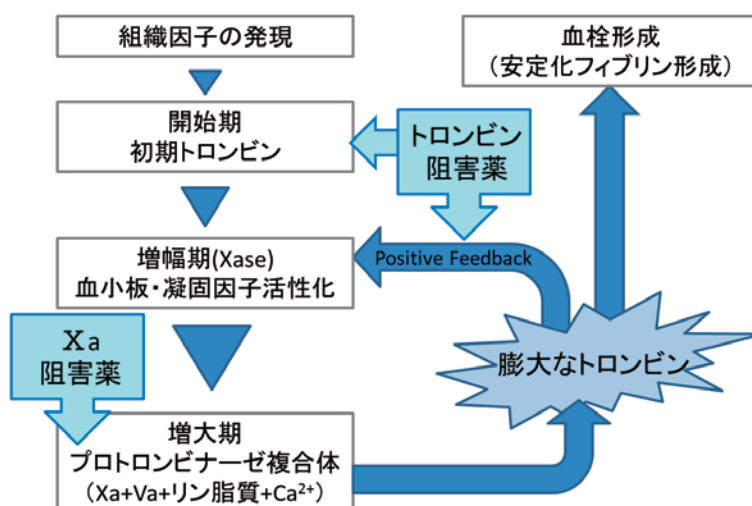 組織因子の発現
血栓形成
（安定化フィブリン形成）
開始期
初期トロンビン
トロンビン
阻害薬
増幅期(Xase)
血小板・凝固因子活性化
Positive Feedback
Xa
阻害薬
膨大なトロンビン
増大期
プロトロンビナーゼ複合体
（Xa+Va+リン脂質+Ca²⁺）